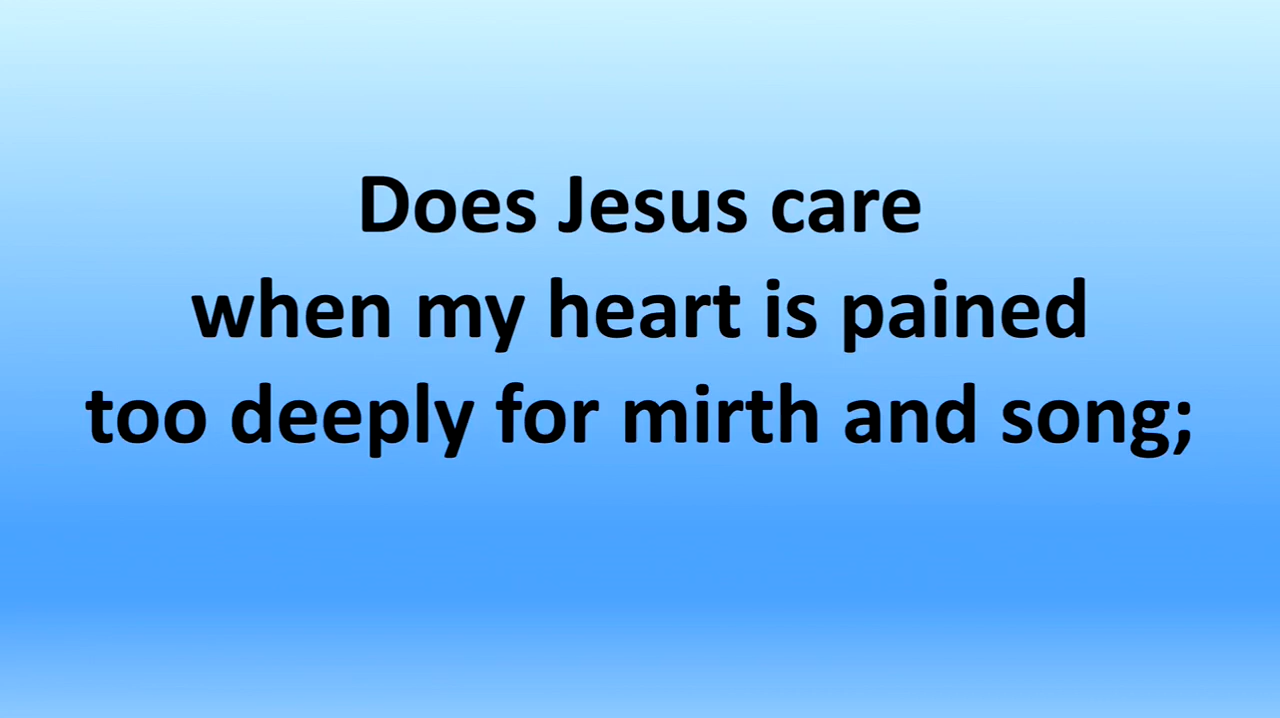 Does Jesus care
when my heart is pained
too deeply for mirth and song;